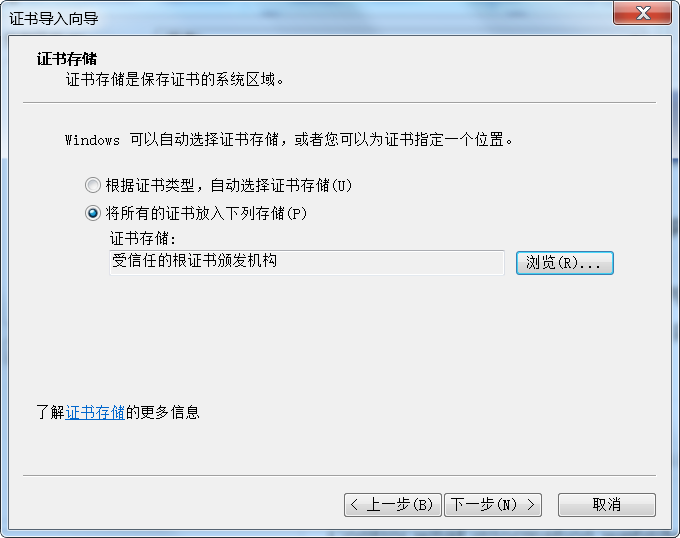 证书导入向导
证书存储
证书存储是保存证书的系统区域。
Windows 可以自动选择证书存储，或者您可以为证书指定一个位置。
根据证书类型，自动选择证书存储(U)
将所有的证书放入下列存储(P)
证书存储:
受信任的根证书颁发机构
浏览(R)...
了解证书存储的更多信息
< 上一步(B)
下一步(N) >
取消